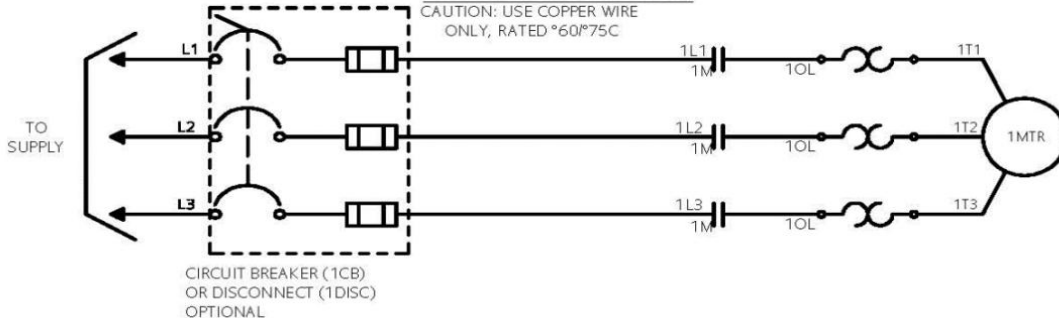 CAUTION: USE COPPER WIRE
ONLY, RATED °60/°75C
L1
1L1
1M
1OL
1T1
TO
SUPPLY
L2
1L2
1M
1OL
1T2
1MTR
L3
1L3
1M
1OL
1T3
CIRCUIT BREAKER (1CB)
OR DISCONNECT (1DISC)
OPTIONAL